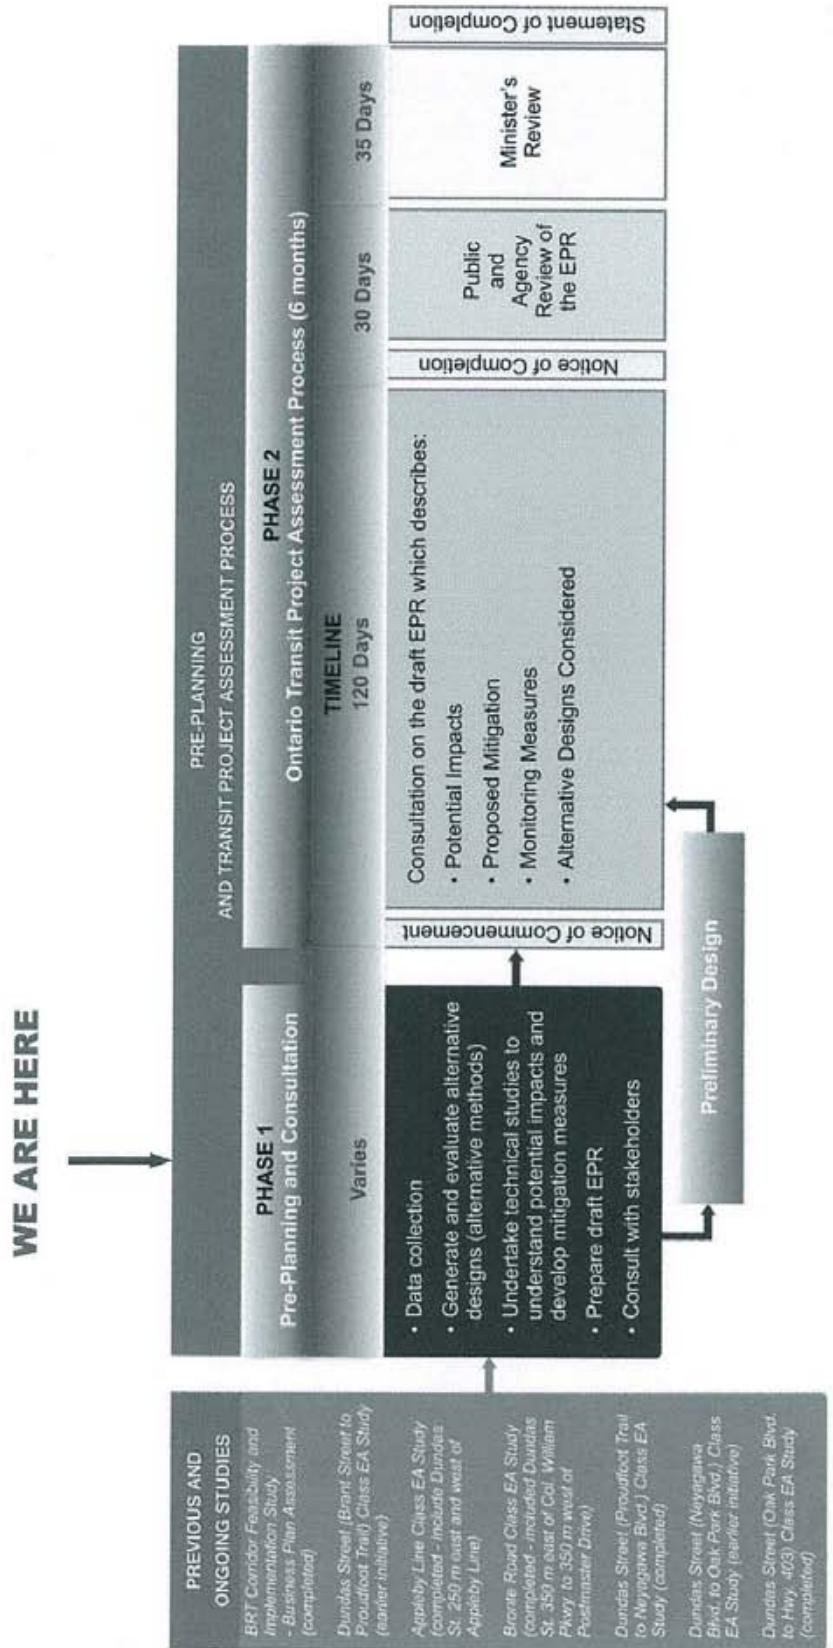 WE ARE HERE
PREVIOUS AND
ONGOING STUDIES
BRT Corridor Feasibility and
Implementation Study
- Business Plan Assessment
(completed)
Dundas Street (Brant Street to
Proudfoot Trail) Class EA Study
(earlier initiative)
Appleby Line Class EA Study
(completed - include Dundas
St. 250 m east and west of
Appleby Line)
Bronte Road Class EA Study
(completed - included Dundas
St. 350 m east of Col. William
Pkwy. to 350 m west of
Postmaster Drive)
Dundas Street (Proudfoot Trail
to Neyagawa Blvd.) Class EA
Study (completed)
Dundas Street (Neyagawa
Blvd. to Oak Park Blvd.) Class
EA Study (earlier initiative)
Dundas Street (Oak Park Blvd.
to Hwy. 403) Class EA Study
(completed)
PRE-PLANNING
AND TRANSIT PROJECT ASSESSMENT PROCESS
PHASE 1
Pre-Planning and Consultation
Varies
• Data collection
• Generate and evaluate alternative
designs (alternative methods)
• Undertake technical studies to
understand potential impacts and
develop mitigation measures
• Prepare draft EPR
• Consult with stakeholders
Preliminary Design
PHASE 2
Ontario Transit Project Assessment Process (6 months)
TIMELINE
120 Days
30 Days
35 Days
Notice of Commencement
Consultation on the draft EPR which describes:
• Potential Impacts
• Proposed Mitigation
• Monitoring Measures
• Alternative Designs Considered
Notice of Completion
Public
and
Agency
Review of
the EPR
Minister's
Review
Statement of Completion